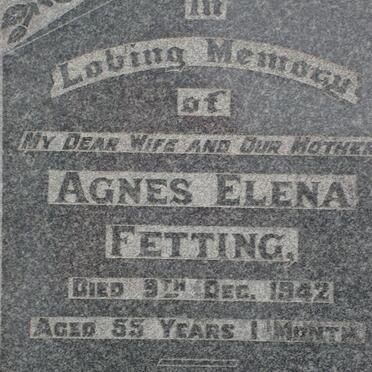 In
Loving Memory
of
My Dear Wife and Our Mother
Agnes Elena
Fetting,
Died 9th Dec. 1942
Aged 55 Years 1 Month